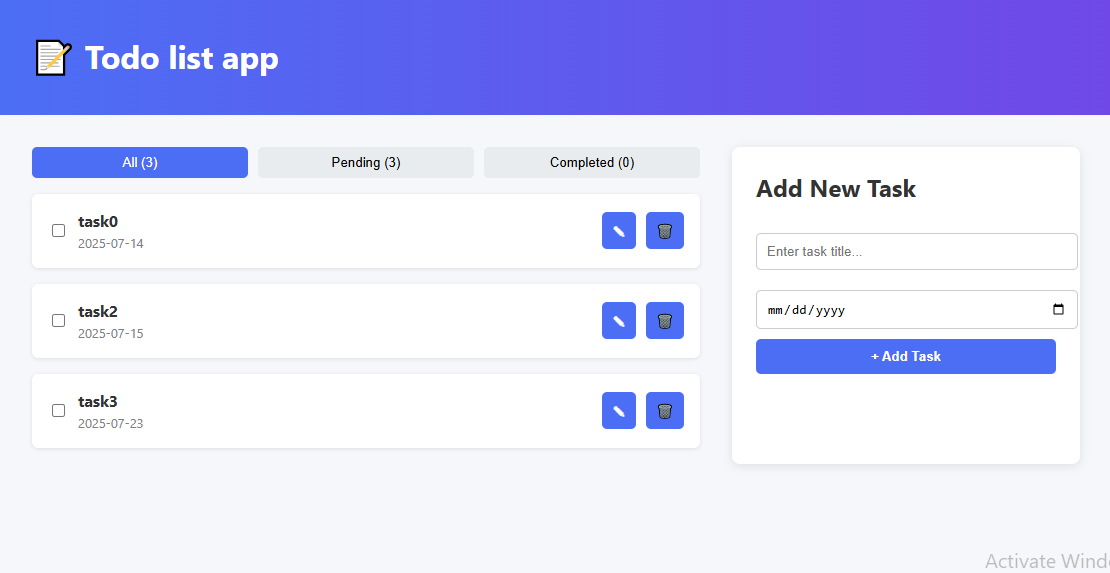 Todo list app
All (3)
Pending (3)
Completed (0)
task0
2025-07-14
task2
2025-07-15
task3
2025-07-23
Add New Task
Enter task title...
mm/dd/yyyy
+ Add Task
Activate Wind